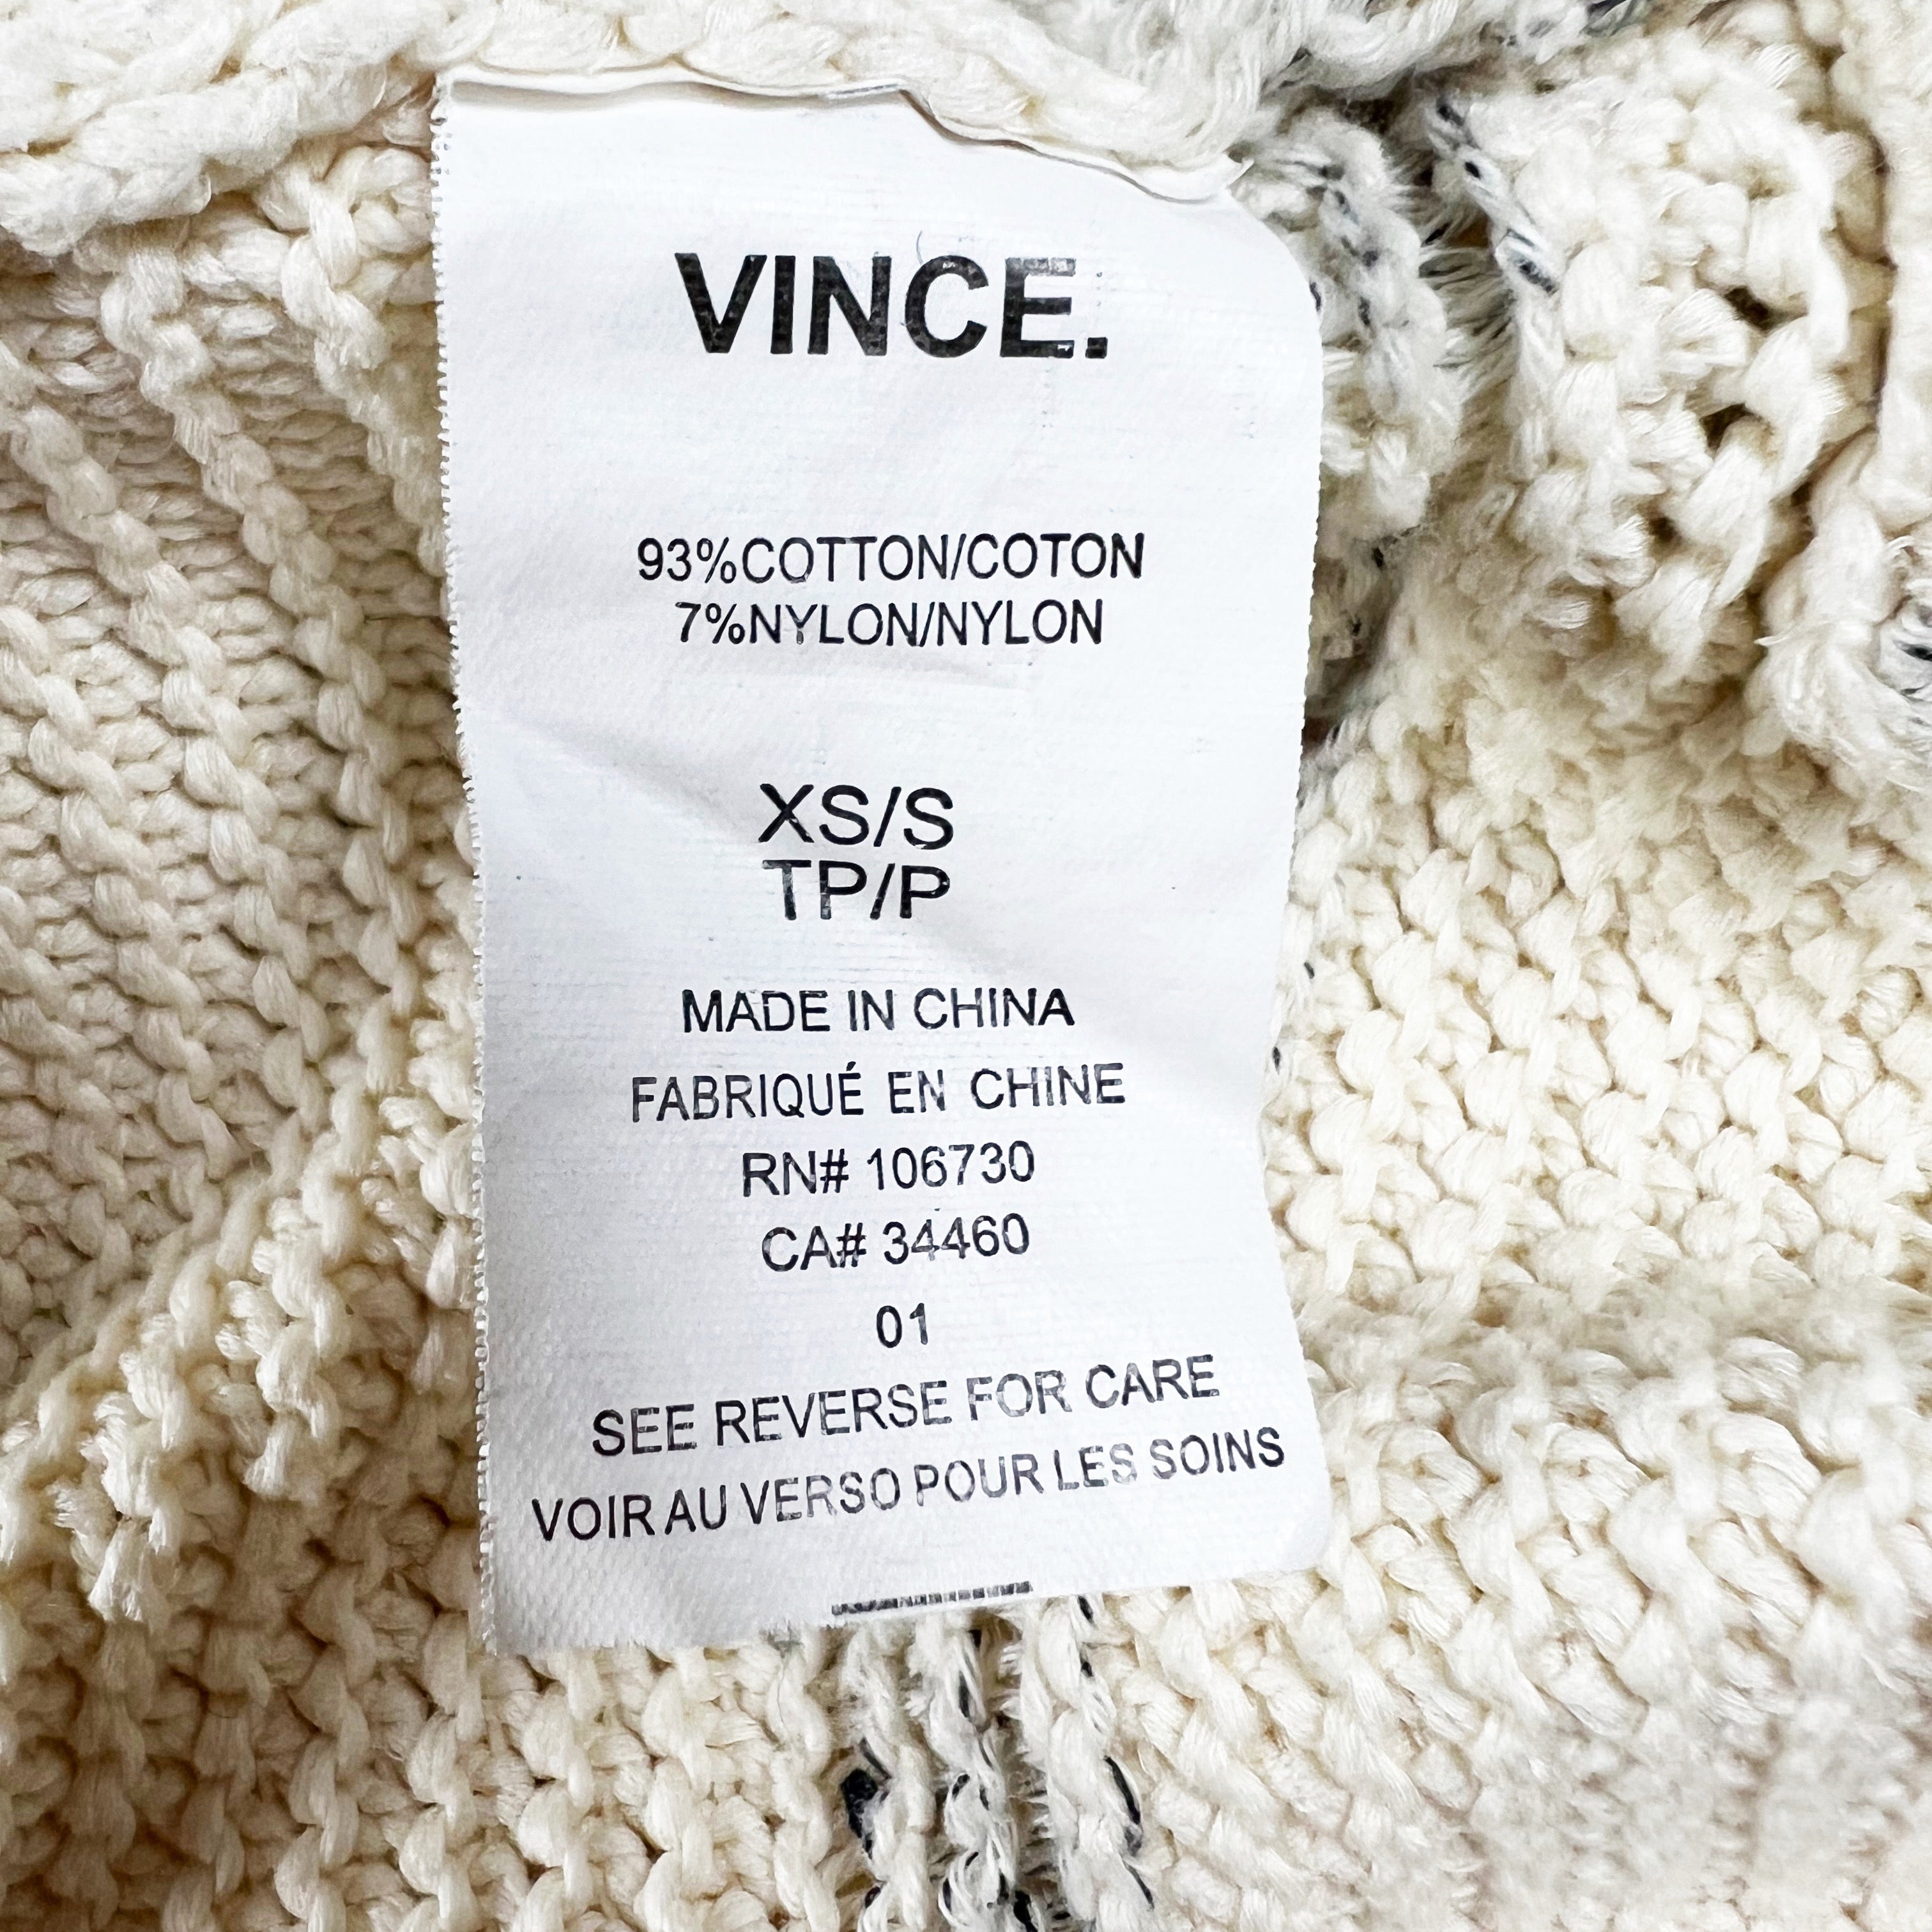 VINCE.
93%COTTON/COTON
7%NYLON/NYLON
XS/S
TP/P
MADE IN CHINA
FABRIQUÉ EN CHINE
RN# 106730
CA# 34460
01
SEE REVERSE FOR CARE
VOIR AU VERSO POUR LES SOINS